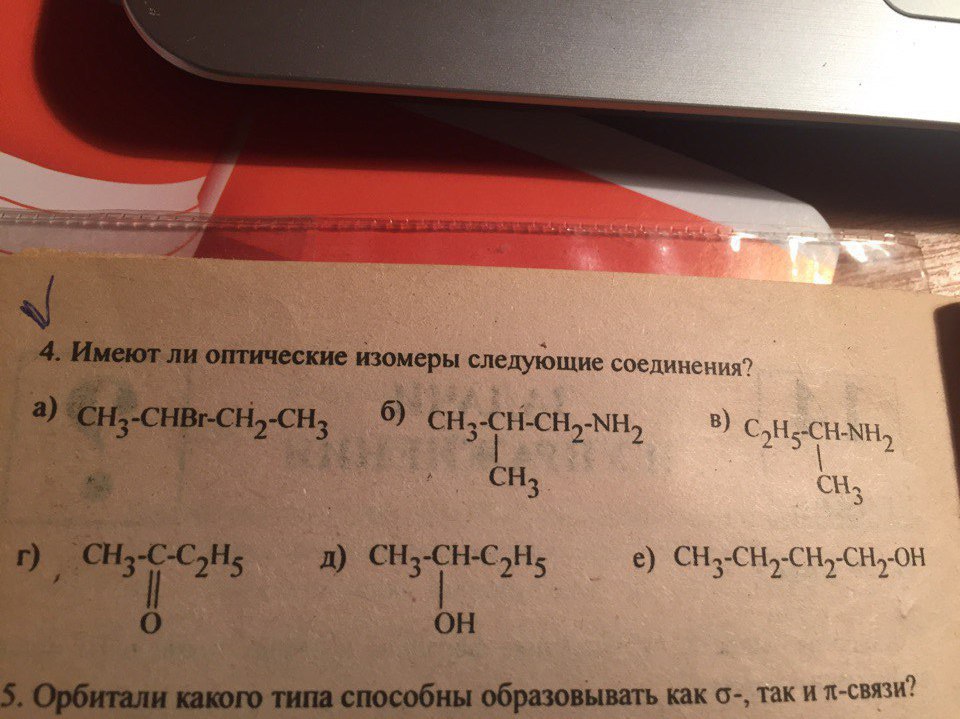 4. Имеют ли оптические изомеры следующие соединения?
а) CH₃-CHBr-CH₂-CH₃ б) CH₃-CH-CH₂-NH₂ в) C₂H₅-CH-NH₂
CH₃ CH₃
г) CH₃-C-C₂H₅ д) CH₃-CH-C₂H₅ е) CH₃-CH₂-CH₂-CH₂-OH
O OH
5. Орбитали какого типа способны образовывать как σ-, так и π-связи?